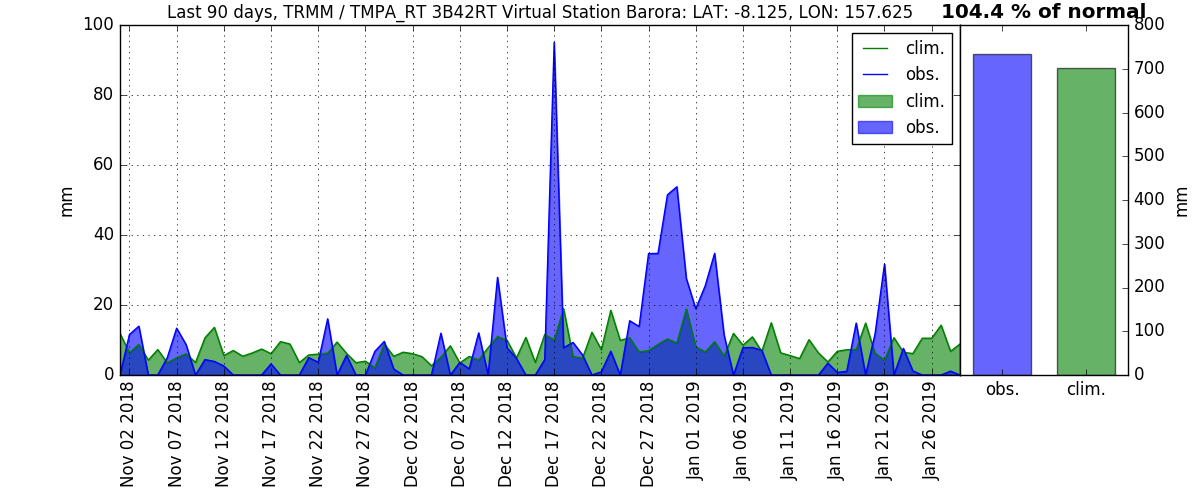 Last 90 days, TRMM / TMPA_RT 3B42RT Virtual Station Barora: LAT: -8.125, LON: 157.625
104.4 % of normal
clim.
obs.
clim.
obs.
100
80
60
40
20
0
mm
800
700
600
500
400
300
200
100
0
mm
obs.
clim.
Nov 02 2018
Nov 07 2018
Nov 12 2018
Nov 17 2018
Nov 22 2018
Nov 27 2018
Dec 02 2018
Dec 07 2018
Dec 12 2018
Dec 17 2018
Dec 22 2018
Dec 27 2018
Jan 01 2019
Jan 06 2019
Jan 11 2019
Jan 16 2019
Jan 21 2019
Jan 26 2019